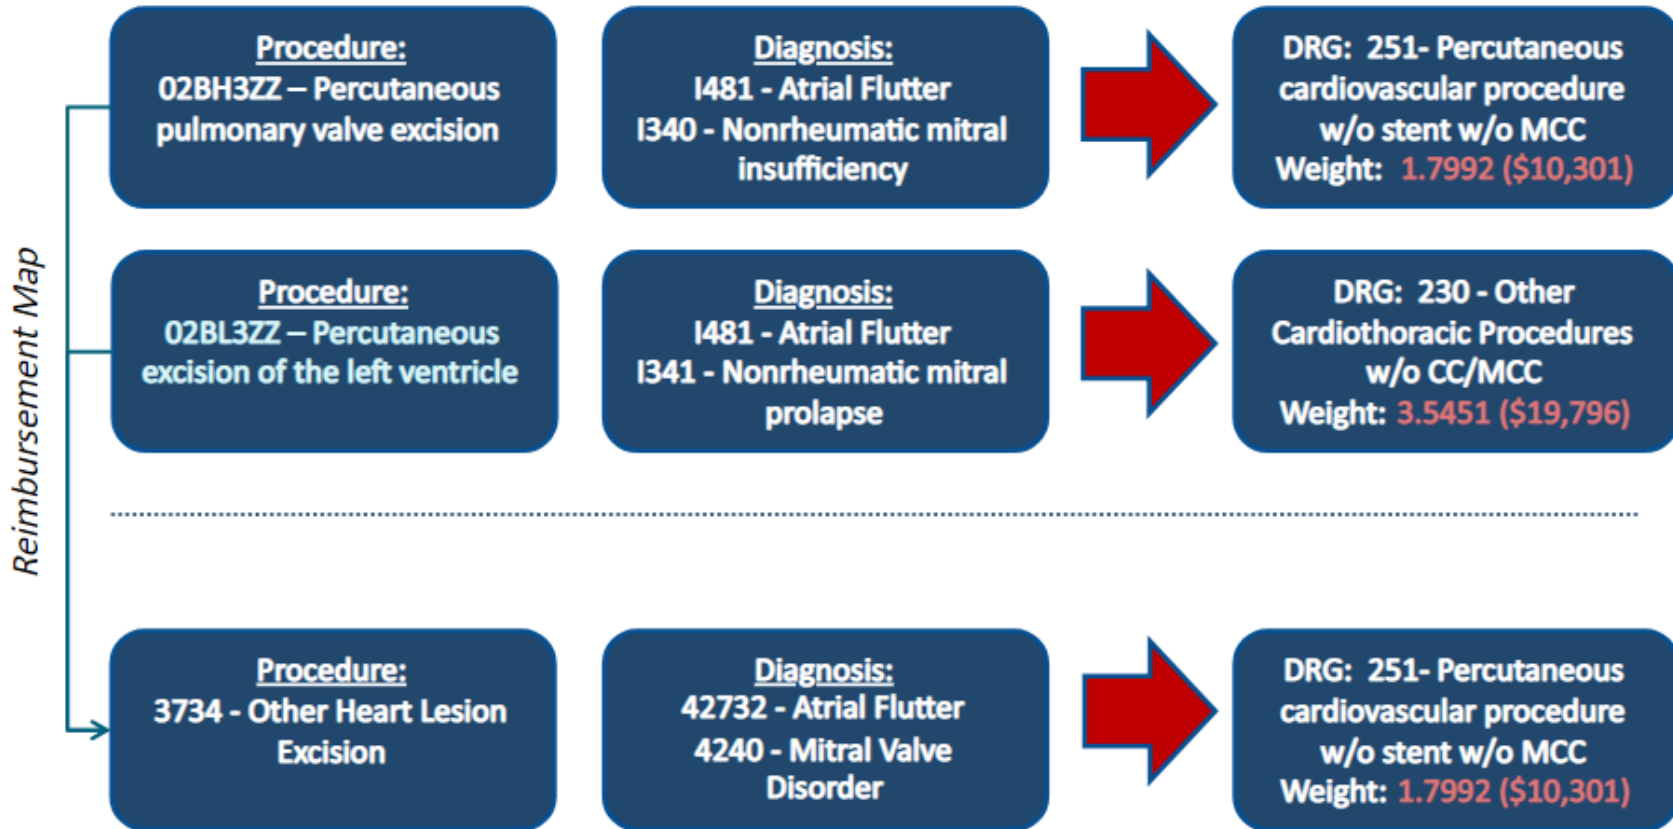 Reimbursement Map
Procedure:
02BH3ZZ – Percutaneous
pulmonary valve excision
Diagnosis:
I481 - Atrial Flutter
I340 - Nonrheumatic mitral
insufficiency
DRG:  251- Percutaneous
cardiovascular procedure
w/o stent w/o MCC
Weight:  1.7992 ($10,301)
Procedure:
02BL3ZZ – Percutaneous
excision of the left ventricle
Diagnosis:
I481 - Atrial Flutter
I341 - Nonrheumatic mitral
prolapse
DRG:  230 - Other
Cardiothoracic Procedures
w/o CC/MCC
Weight: 3.5451 ($19,796)
Procedure:
3734 - Other Heart Lesion
Excision
Diagnosis:
42732 - Atrial Flutter
4240 - Mitral Valve
Disorder
DRG:  251- Percutaneous
cardiovascular procedure
w/o stent w/o MCC
Weight: 1.7992 ($10,301)